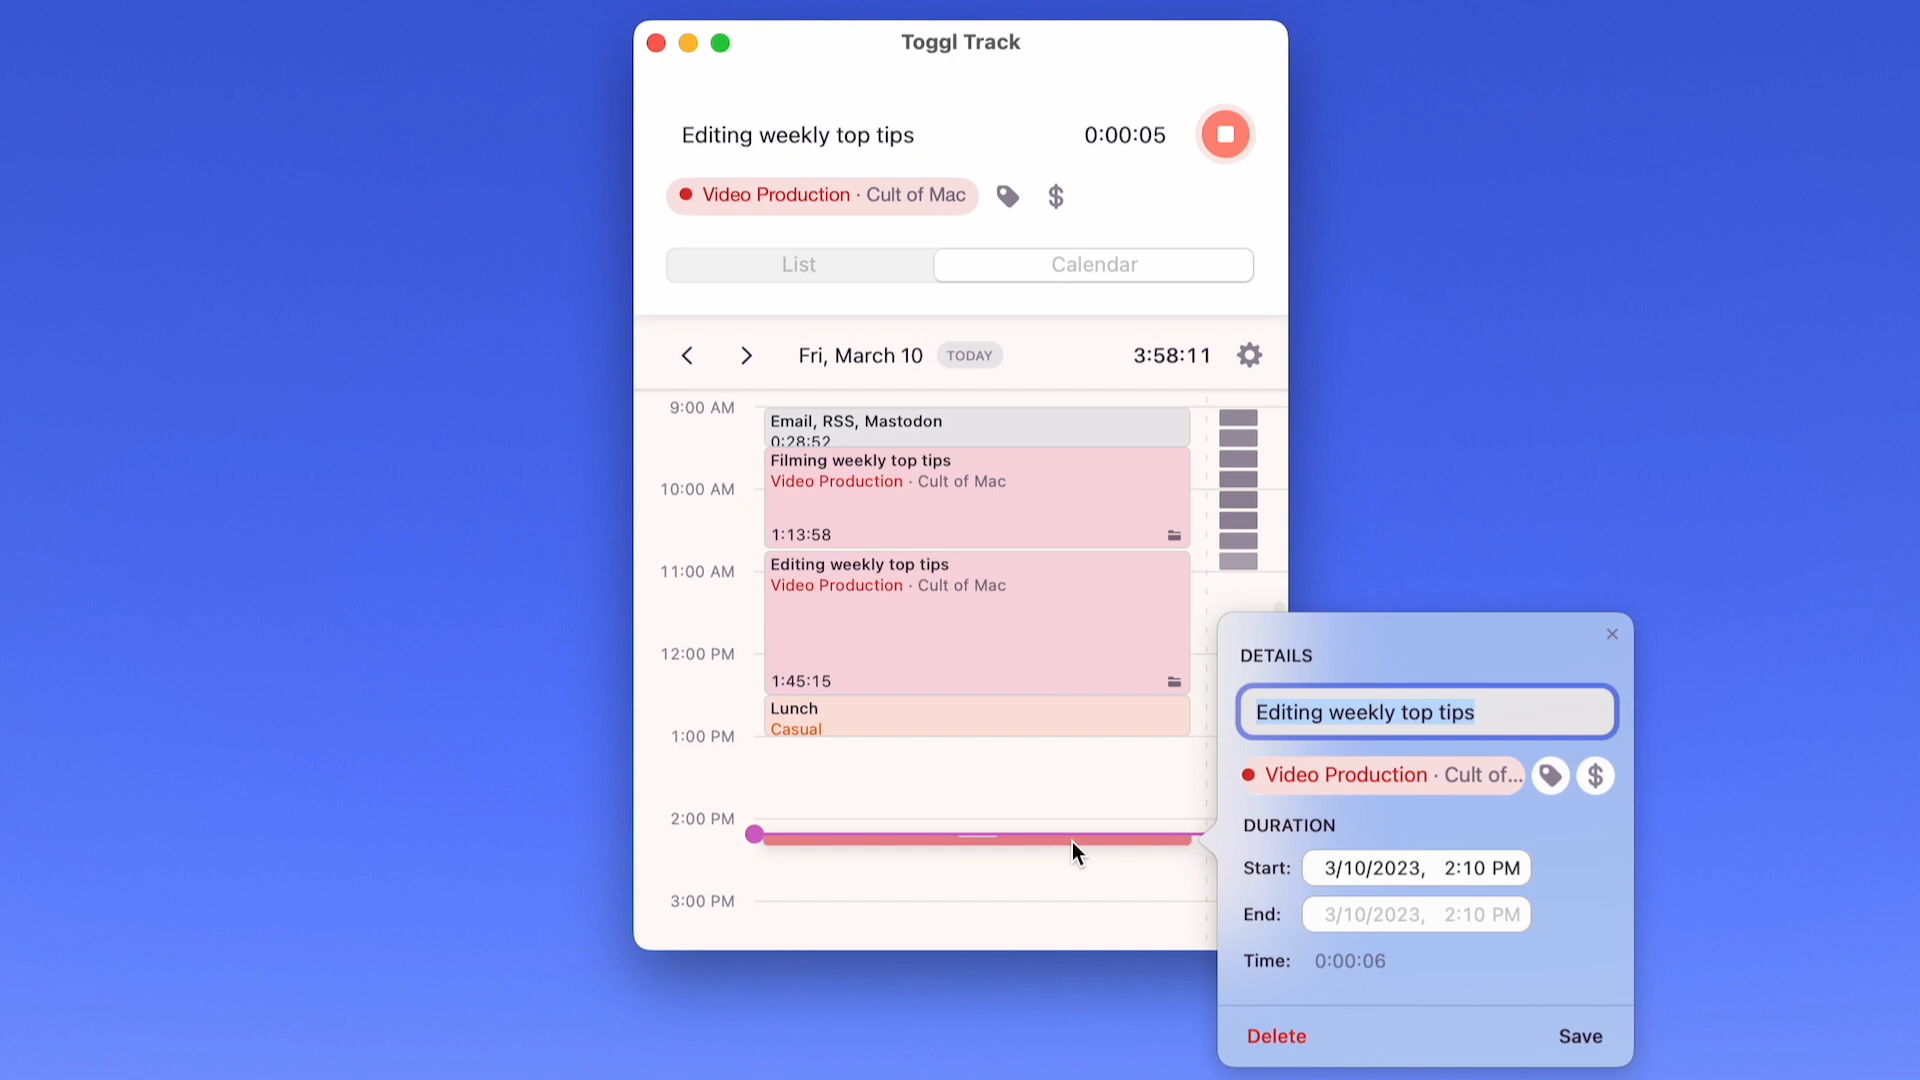 Toggl Track
Editing weekly top tips
0:00:05
Video Production · Cult of Mac
$
List
Calendar
Fri, March 10
TODAY
3:58:11
9:00 AM
Email, RSS, Mastodon
0:28:52
Filming weekly top tips
Video Production · Cult of Mac
10:00 AM
1:13:58
Editing weekly top tips
11:00 AM
Video Production · Cult of Mac
12:00 PM
1:45:15
Lunch
Casual
1:00 PM
2:00 PM
3:00 PM
DETAILS
Editing weekly top tips
Video Production · Cult of...
$
DURATION
Start: 3/10/2023, 2:10 PM
End: 3/10/2023, 2:10 PM
Time: 0:00:06
Delete
Save